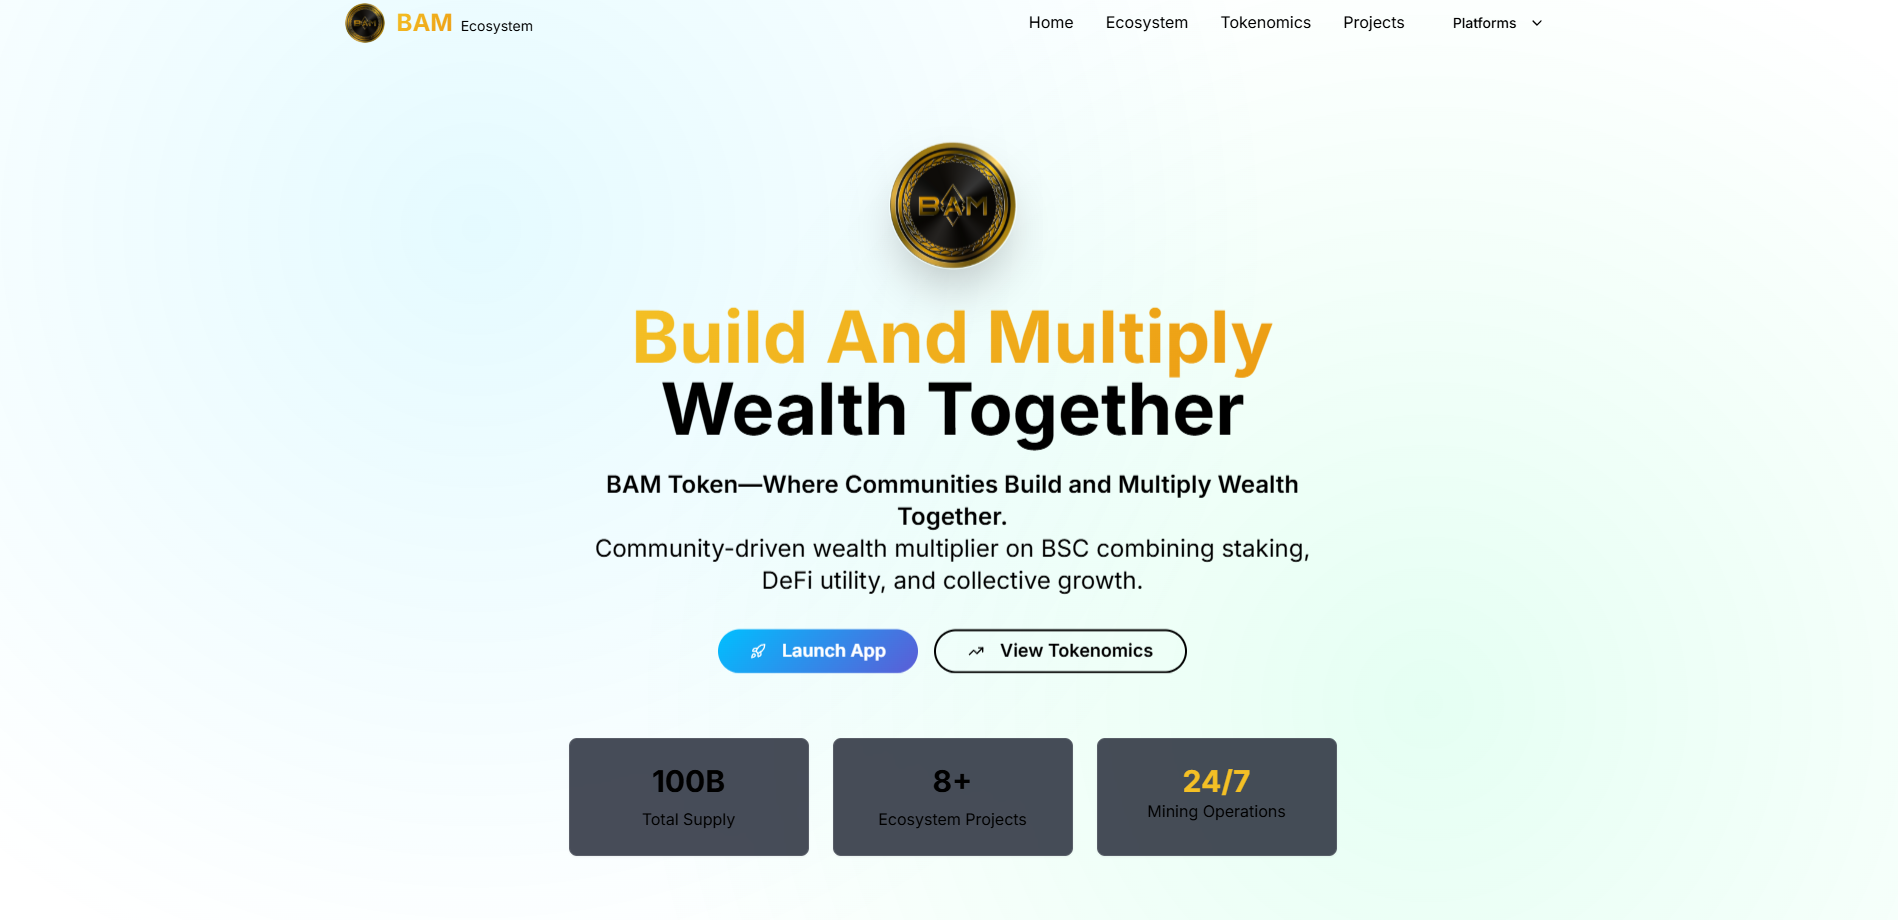 BAM
BAM Ecosystem
Home
Ecosystem
Tokenomics
Projects
Platforms
BAM
Build And Multiply
Wealth Together
BAM Token—Where Communities Build and Multiply Wealth
Together.
Community-driven wealth multiplier on BSC combining staking,
DeFi utility, and collective growth.
Launch App
View Tokenomics
100B
Total Supply
8+
Ecosystem Projects
24/7
Mining Operations